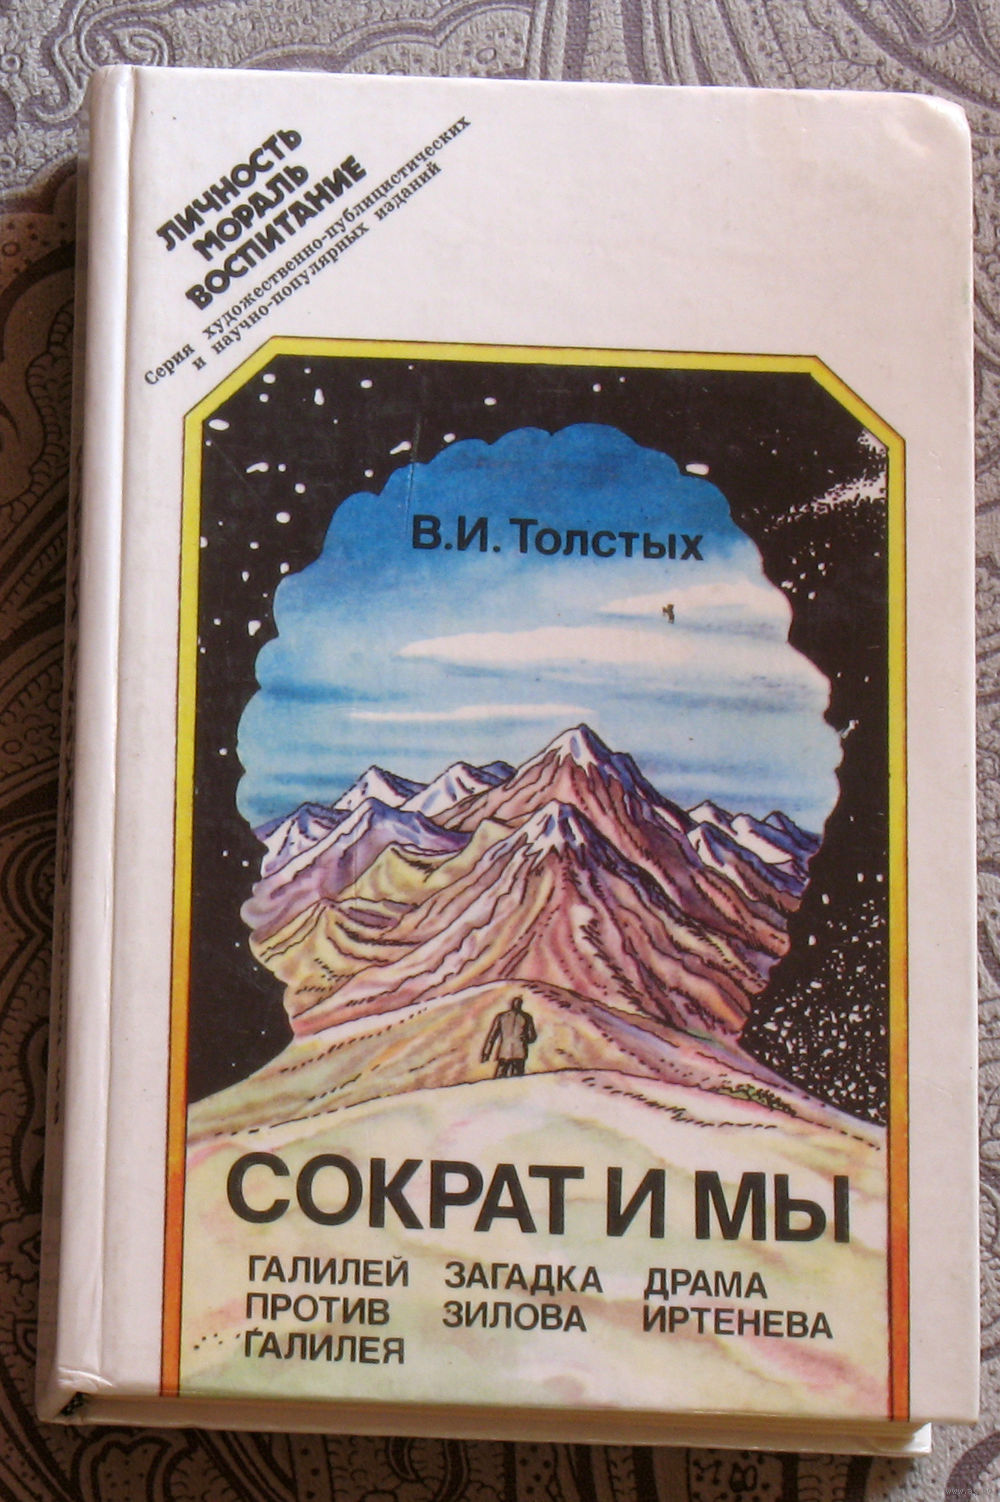 ЛИЧНОСТЬ
МОРАЛЬ
ВОСПИТАНИЕ
Серия художественно-публицистических
и научно-популярных изданий
В.И. Толстых
СОКРАТ И МЫ
ГАЛИЛЕЙ ЗАГАДКА ДРАМА
ПРОТИВ ЗИЛОВА ИРТЕНЕВА
ГАЛИЛЕЯ